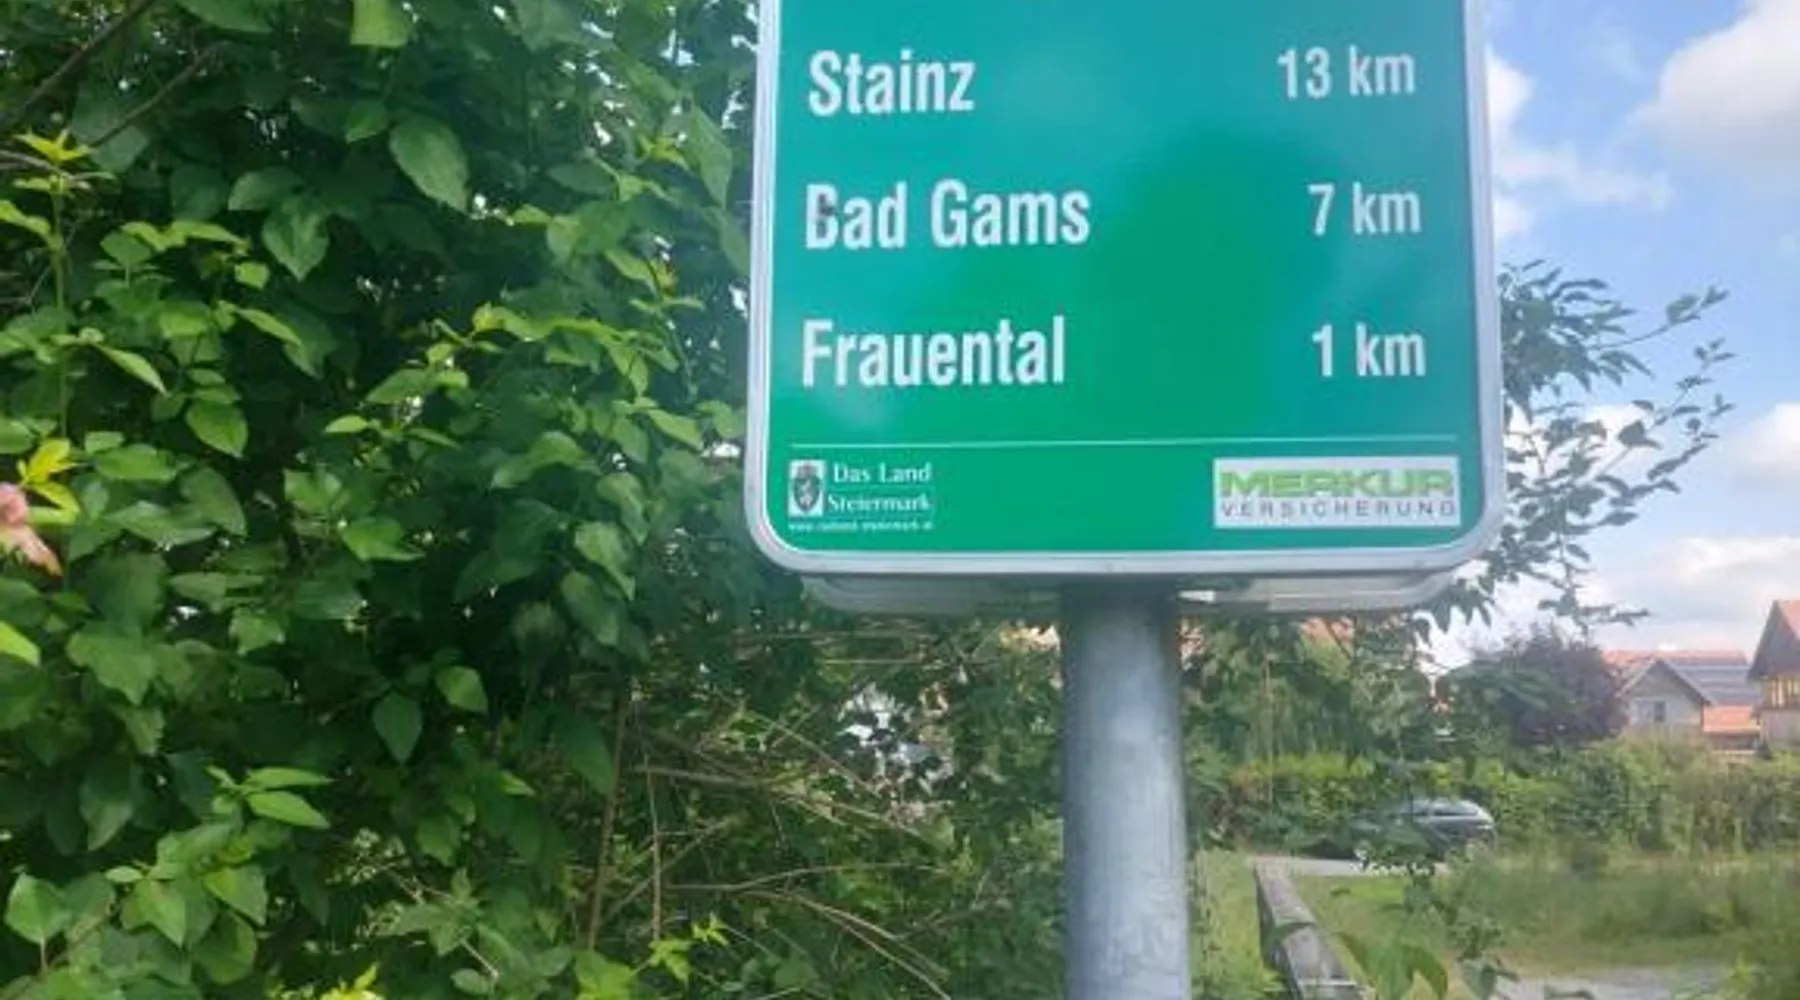 Stainz 13 km
Bad Gams 7 km
Frauental 1 km
Das Land
Steiermark
MERKUR
VERSICHERUNG